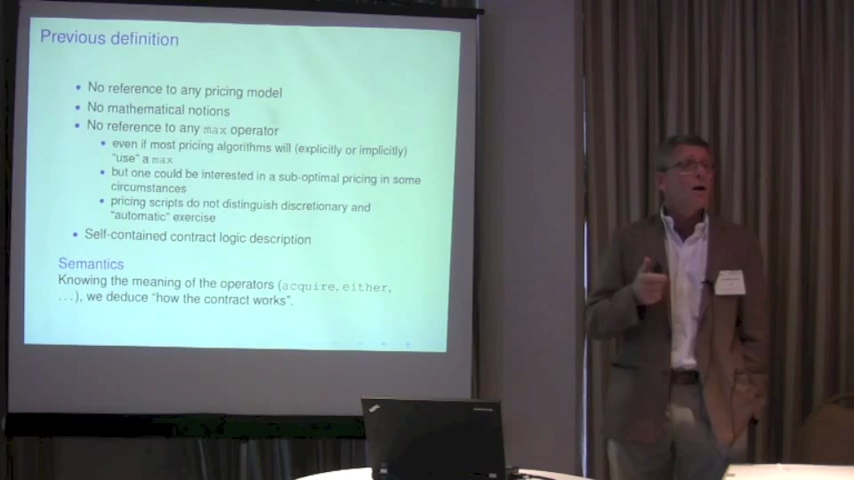 Previous definition
• No reference to any pricing model
• No mathematical notions
• No reference to any max operator
• even if most pricing algorithms will (explicitly or implicitly)
"use" a max
• but one could be interested in a sub-optimal pricing in some
circumstances
• pricing scripts do not distinguish discretionary and
"automatic" exercise
• Self-contained contract logic description
Semantics
Knowing the meaning of the operators (acquire, either,
...), we deduce "how the contract works".